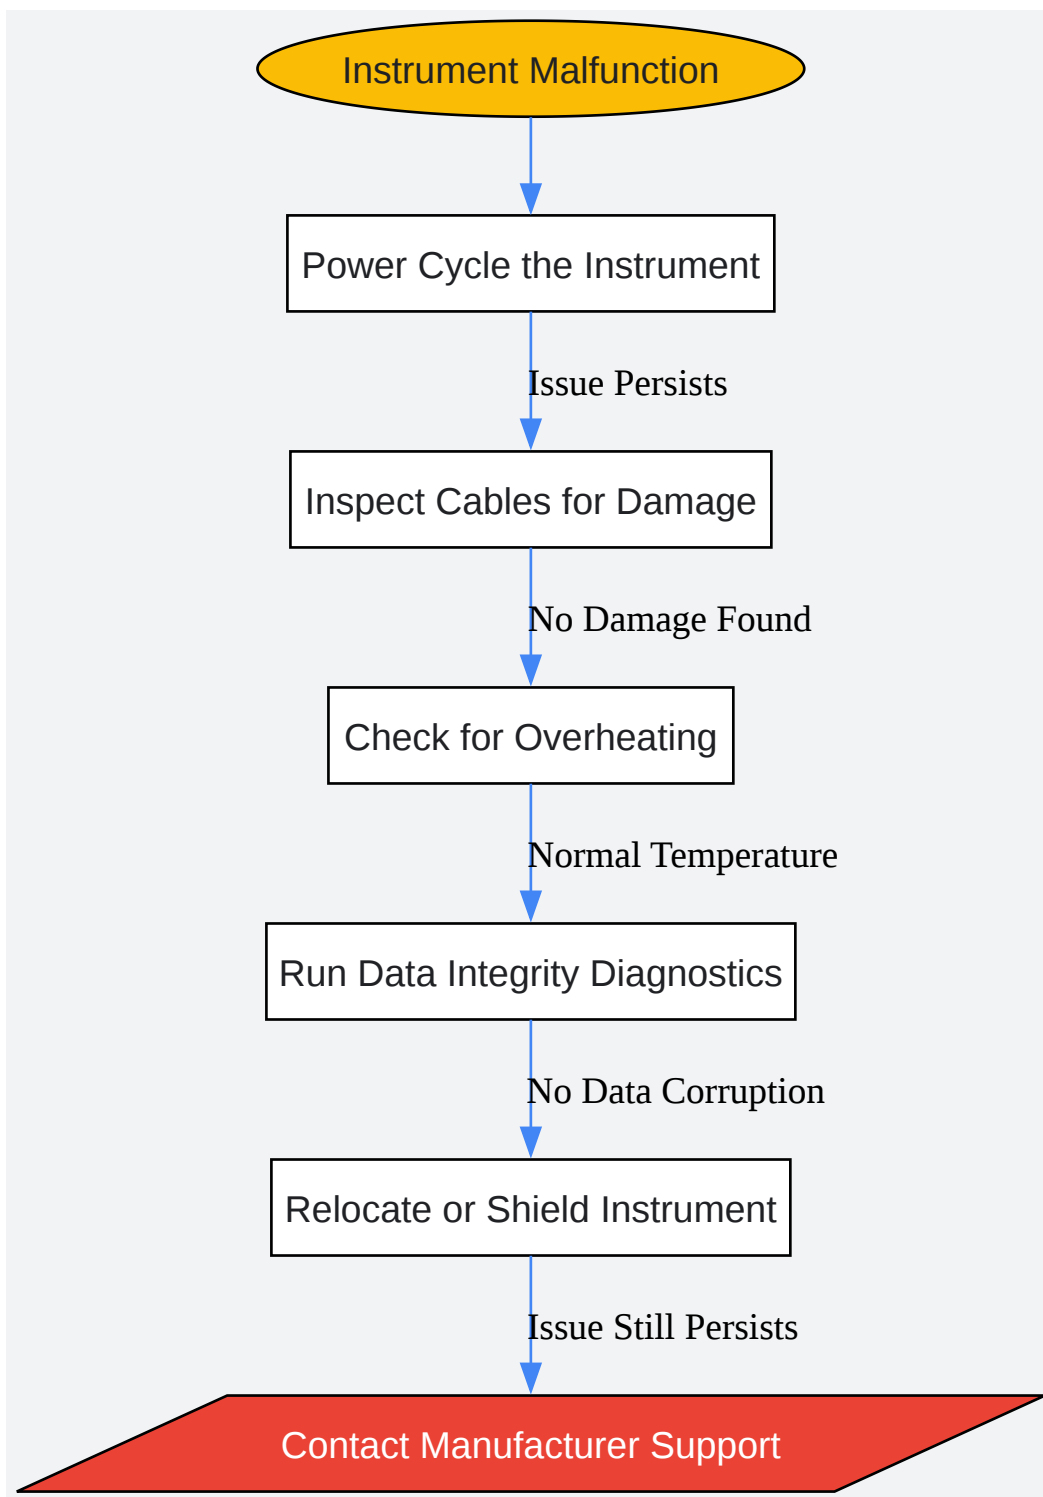 Instrument Malfunction
Power Cycle the Instrument
Issue Persists
Inspect Cables for Damage
No Damage Found
Check for Overheating
Normal Temperature
Run Data Integrity Diagnostics
No Data Corruption
Relocate or Shield Instrument
Issue Still Persists
Contact Manufacturer Support